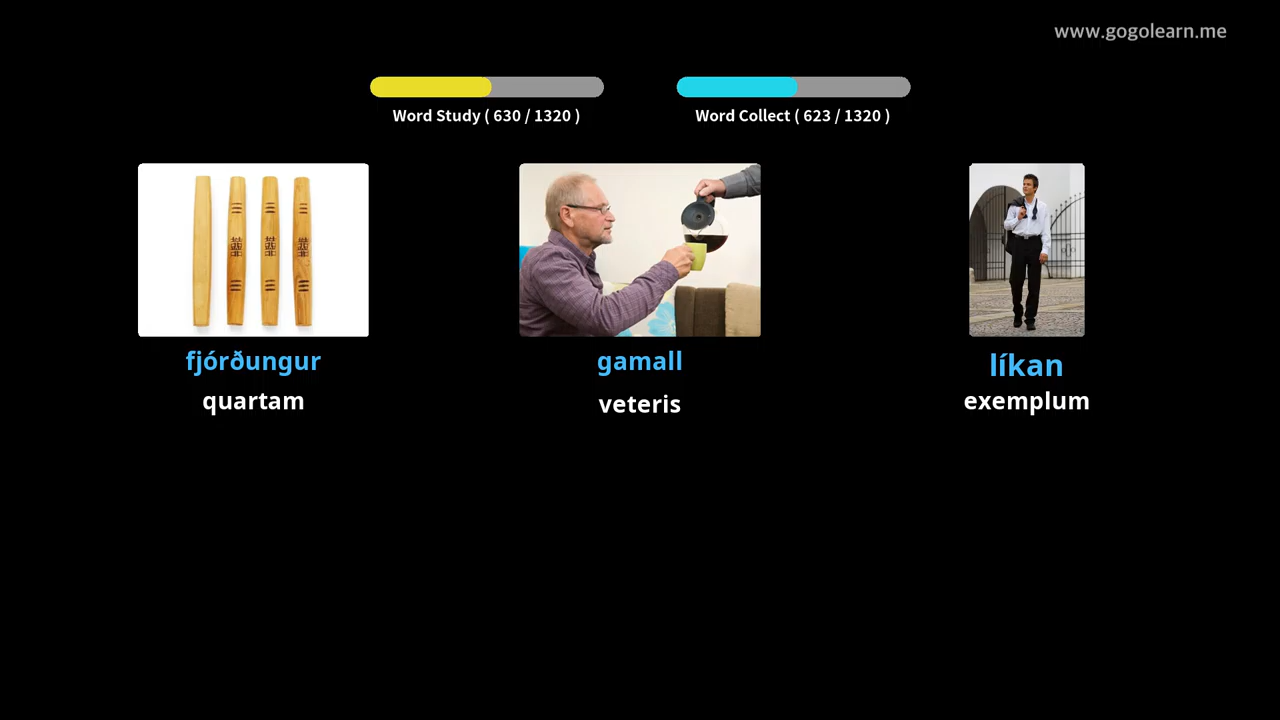 www.gogolearn.me
Word Study ( 630 / 1320 )
Word Collect ( 623 / 1320 )
fjórðungur
quartam
gamall
veteris
líkan
exemplum